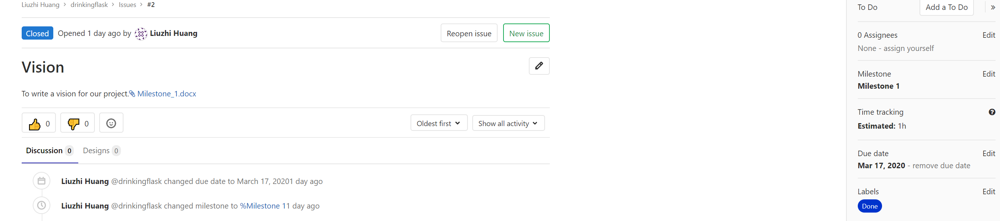 Liuzhi Huang > drinkingflask > Issues > #2
Closed Opened 1 day ago by Liuzhi Huang
Reopen issue
New issue
Vision
To write a vision for our project. Milestone_1.docx
0
0
Oldest first
Show all activity
Discussion 0
Designs 0
Liuzhi Huang @drinkingflask changed due date to March 17, 20201 day ago
Liuzhi Huang @drinkingflask changed milestone to %Milestone 11 day ago
To Do
Add a To Do
»
0 Assignees
Edit
None - assign yourself
Milestone
Edit
Milestone 1
Time tracking
?
Estimated: 1h
Due date
Edit
Mar 17, 2020 - remove due date
Labels
Edit
Done